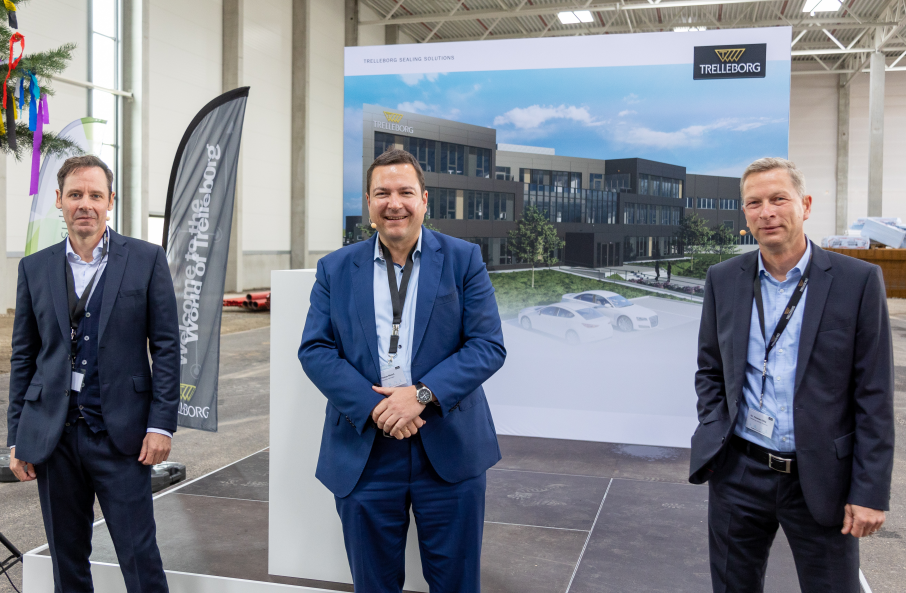 TRELLEBORG SEALING SOLUTIONS
TRELLEBORG
TRELLEBORG
Welcome to the
World of Trelleborg
TRELLEBORG